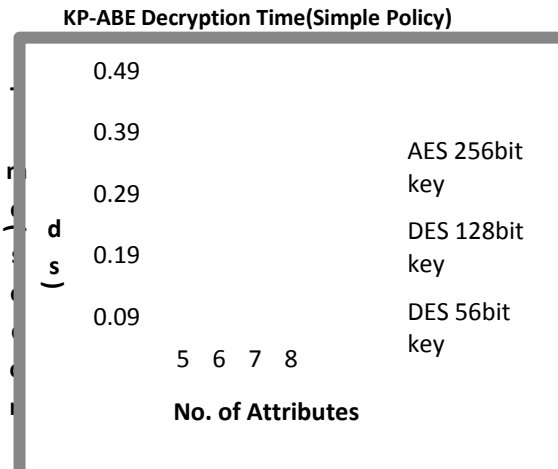 KP-ABE Decryption Time(Simple Policy)
0.49
0.39
0.29
0.19
0.09
d
s
)
5 6 7 8
No. of Attributes
AES 256bit
key
DES 128bit
key
DES 56bit
key